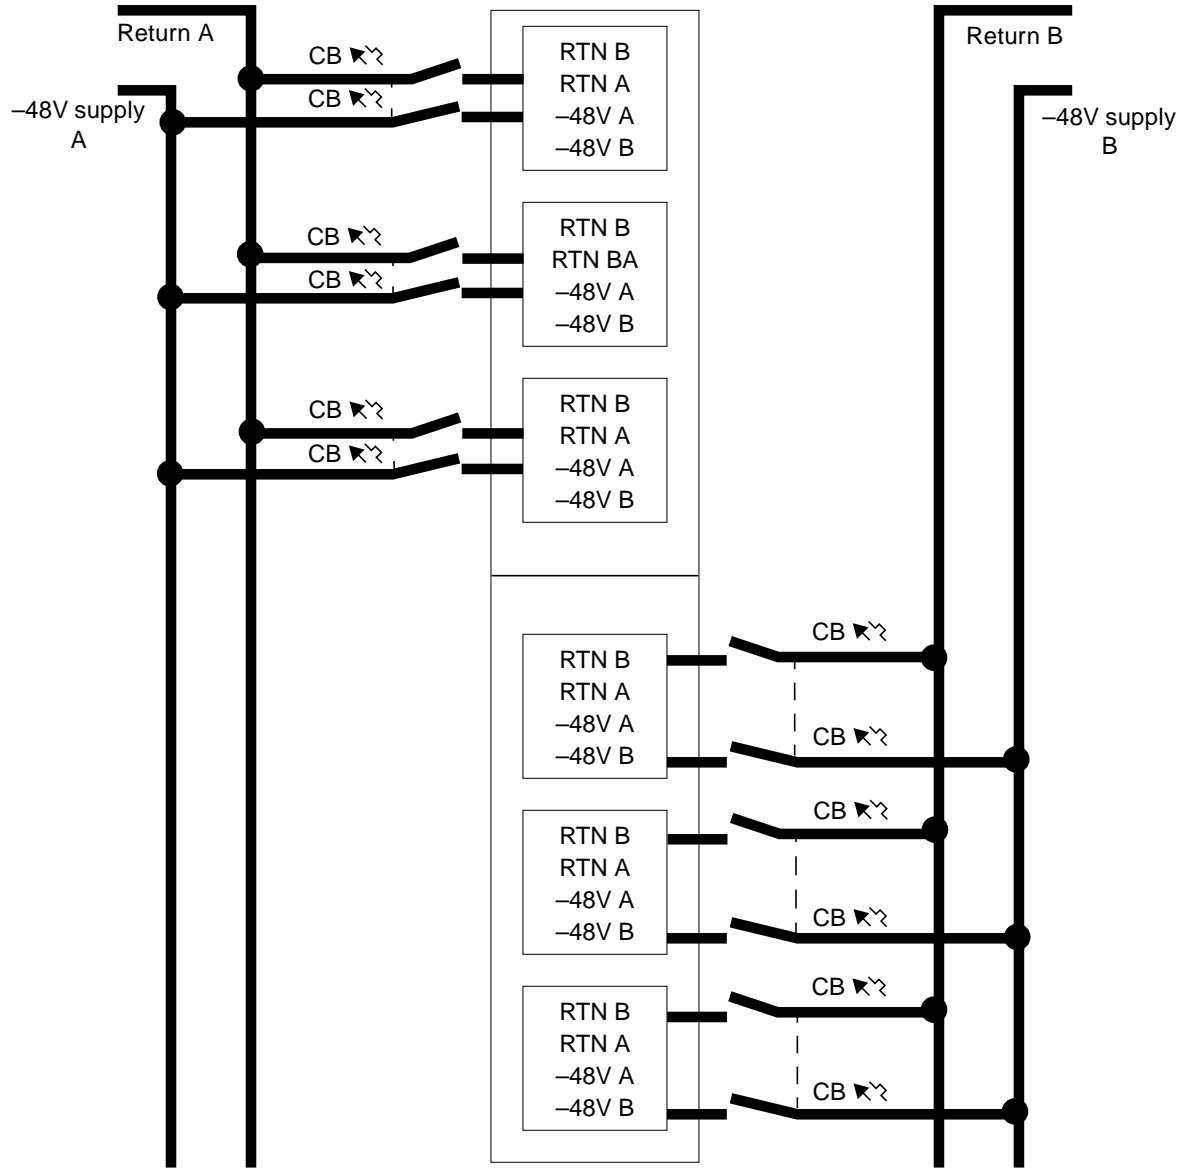 Return A
–48V supply
A
CB
CB
RTN B
RTN A
–48V A
–48V B
Return B
–48V supply
B
CB
CB
RTN B
RTN BA
–48V A
–48V B
CB
CB
RTN B
RTN A
–48V A
–48V B
RTN B
RTN A
–48V A
–48V B
CB
CB
RTN B
RTN A
–48V A
–48V B
CB
CB
RTN B
RTN A
–48V A
–48V B
CB
CB